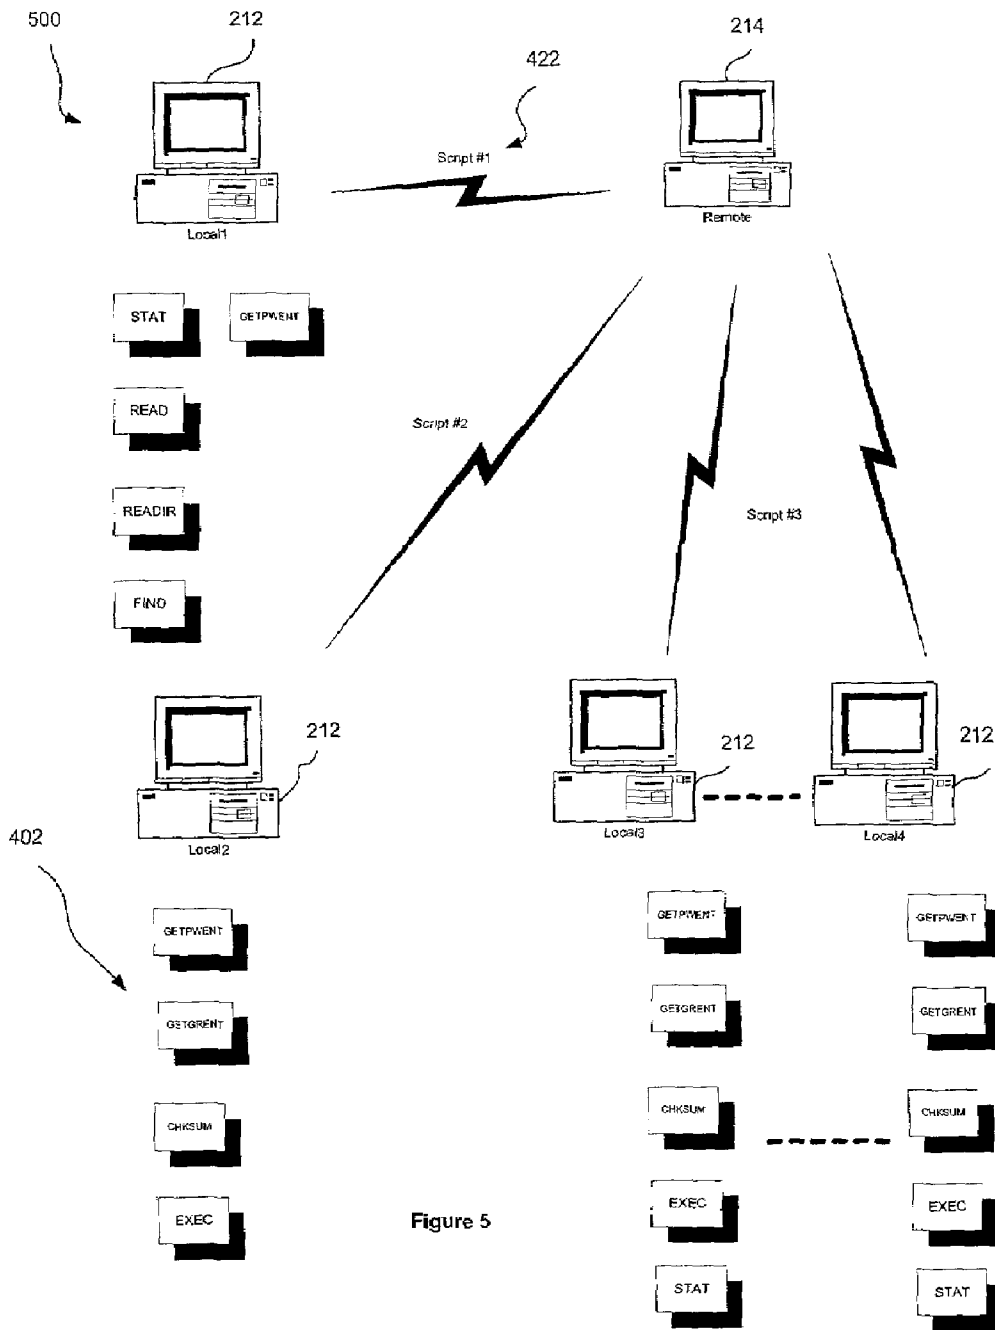 500
212
422
214
Script #1
Local1
Remote
STAT
GETPWENT
READ
READIR
FIND
Script #2
Script #3
212
212
212
Local2
Local3
Local4
402
GETPWENT
GETPWENT
GETPWENT
GETGRENT
GETGRENT
GETGRENT
CHKSUM
CHKSUM
CHKSUM
EXEC
EXEC
EXEC
Figure 5
STAT
STAT